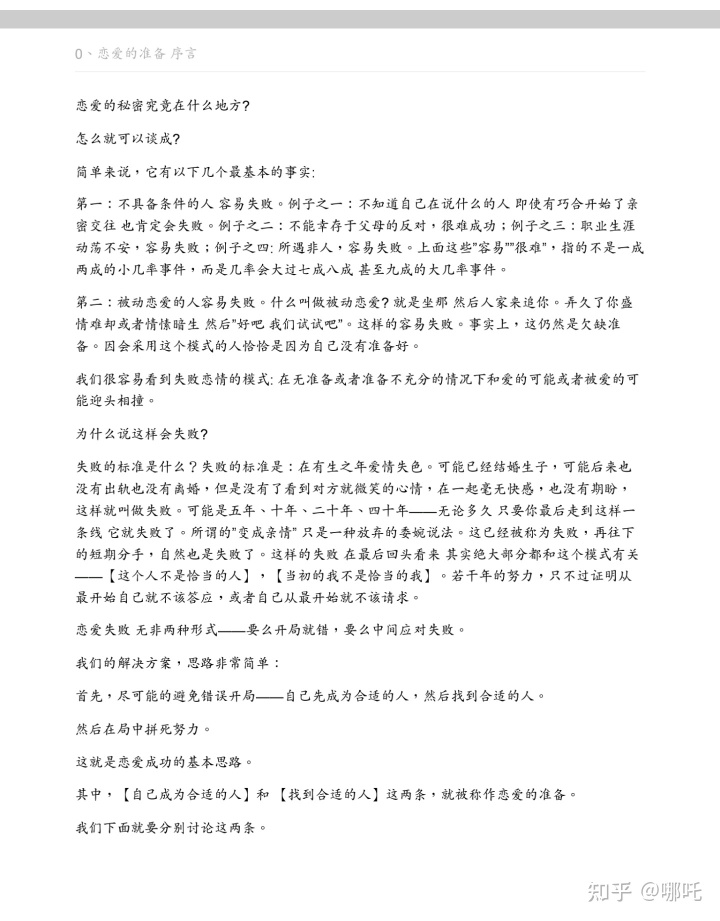 0、恋爱的准备 序言
恋爱的秘密究竟在什么地方?
怎么就可以谈成?
简单来说，它有以下几个最基本的事实:
第一：不具备条件的人 容易失败。例子之一：不知道自己在说什么的人 即使有巧合开始了亲
密交往 也肯定会失败。例子之二：不能幸存于父母的反对，很难成功；例子之三：职业生涯
动荡不安，容易失败；例子之四: 所遇非人，容易失败。上面这些"容易""很难"，指的不是一成
两成的小几率事件，而是几率会大过七成八成 甚至九成的大几率事件。
第二：被动恋爱的人容易失败。什么叫做被动恋爱? 就是坐那 然后人家来追你。弄久了你盛
情难却或者情愫暗生 然后"好吧 我们试试吧"。这样的容易失败。事实上，这仍然是欠缺准
备。因会采用这个模式的人恰恰是因为自己没有准备好。
我们很容易看到失败恋情的模式: 在无准备或者准备不充分的情况下和爱的可能或者被爱的可
能迎头相撞。
为什么说这样会失败?
失败的标准是什么？失败的标准是：在有生之年爱情失色。可能已经结婚生子，可能后来也
没有出轨也没有离婚，但是没有了看到对方就微笑的心情，在一起毫无快感，也没有期盼，
这样就叫做失败。可能是五年、十年、二十年、四十年——无论多久 只要你最后走到这样一
条线 它就失败了。所谓的"变成亲情" 只是一种放弃的委婉说法。这已经被称为失败，再往下
的短期分手，自然也是失败了。这样的失败 在最后回头看来 其实绝大部分都和这个模式有关
——【这个人不是恰当的人】，【当初的我不是恰当的我】。若干年的努力，只不过证明从
最开始自己就不该答应，或者自己从最开始就不该请求。
恋爱失败 无非两种形式——要么开局就错，要么中间应对失败。
我们的解决方案，思路非常简单：
首先，尽可能的避免错误开局——自己先成为合适的人，然后找到合适的人。
然后在局中拼死努力。
这就是恋爱成功的基本思路。
其中，【自己成为合适的人】和 【找到合适的人】这两条，就被称作恋爱的准备。
我们下面就要分别讨论这两条。
知乎 @哪吒